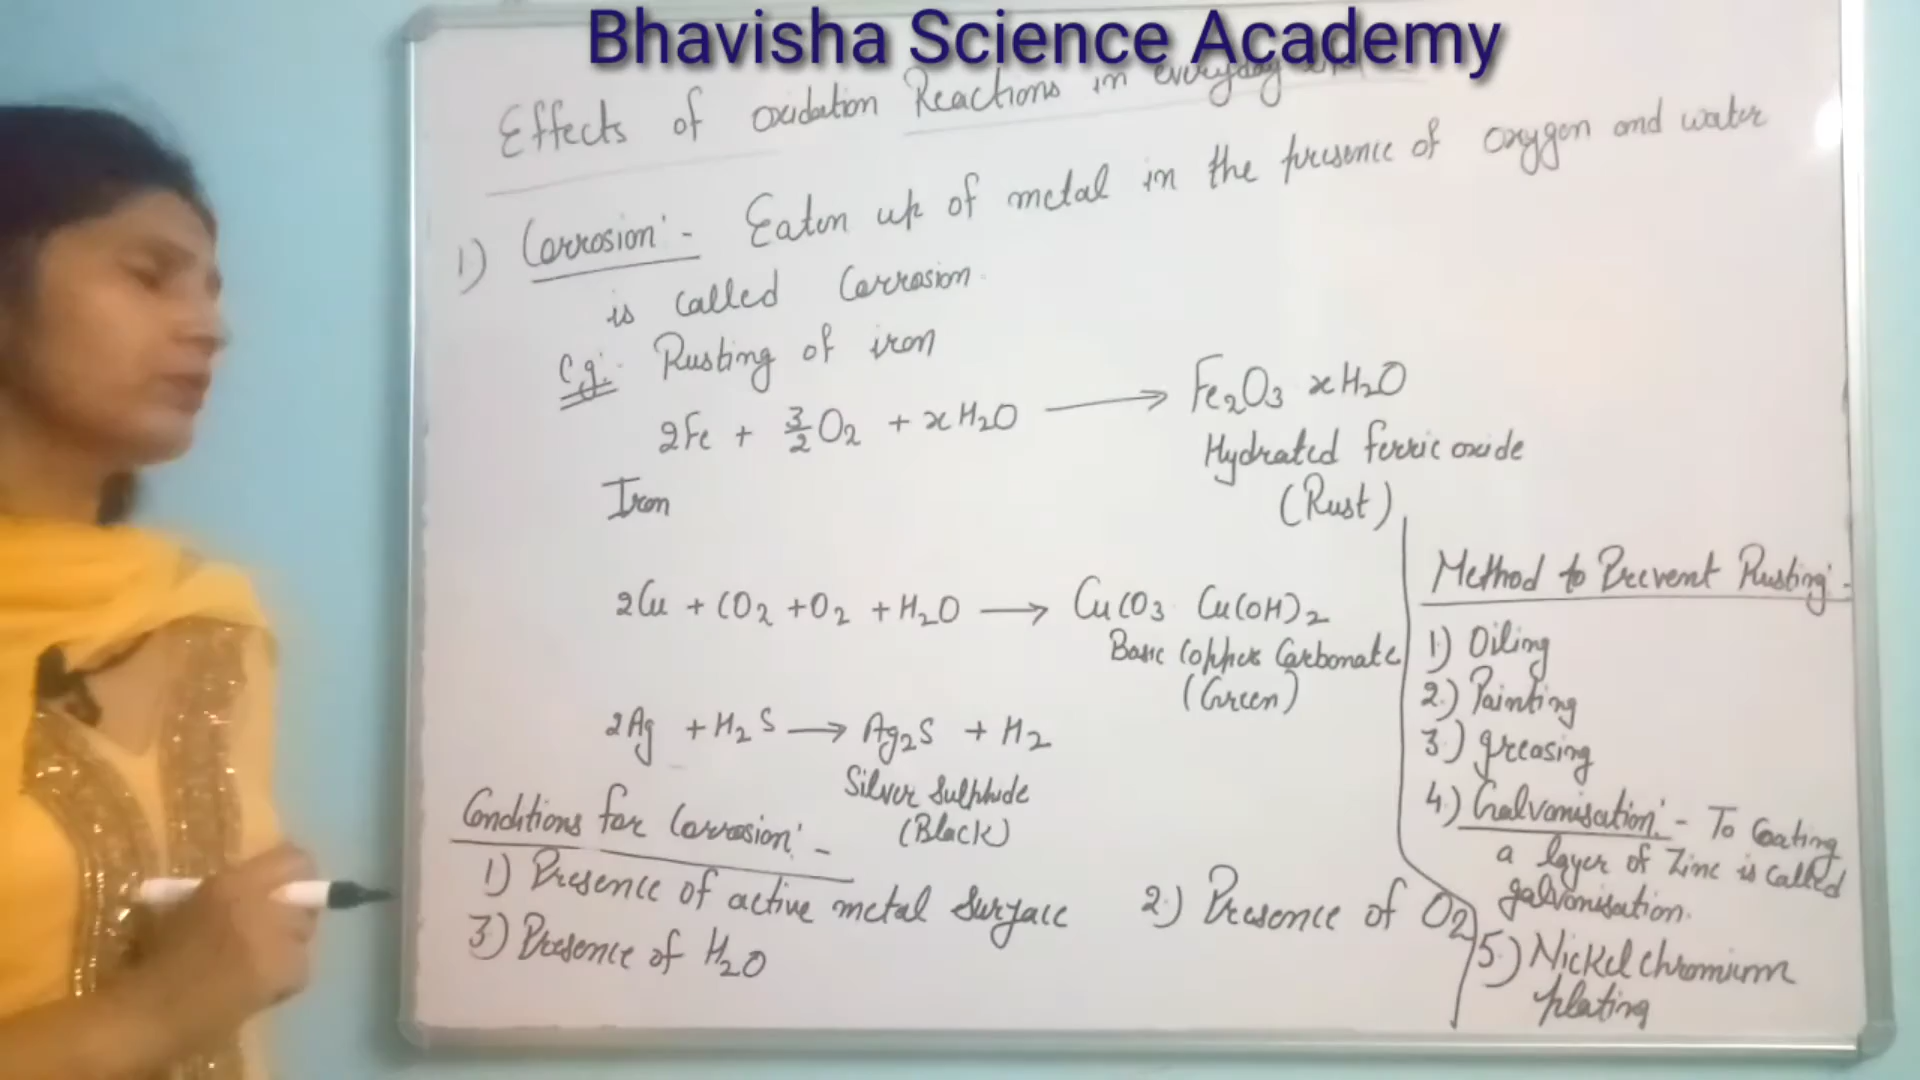 Bhavisha Science Academy
Effects of oxidation Reactions in everyday
1) Corrosion:- Eaten up of metal in the presence of oxygen and water
is called Corrosion.
e.g:- Rusting of iron
2Fe + 3/2 O2 + xH2O → Fe2O3 xH2O
Iron
Hydrated ferric oxide
(Rust)
2Cu + CO2 + O2 + H2O → CuCO3 Cu(OH)2
Basic Copper Carbonate
(Green)
2Ag + H2S → Ag2S + H2
Silver Sulphide
(Black)
Conditions for Corrosion:-
1) Presence of active metal Surface 2) Presence of O2
3) Presence of H2O
Method to Prevent Rusting:-
1) Oiling
2.) Painting
3.) greasing
4.) Galvanisation:- To Coating
a layer of Zinc is called
galvonisation.
5.) Nickel chromium
plating